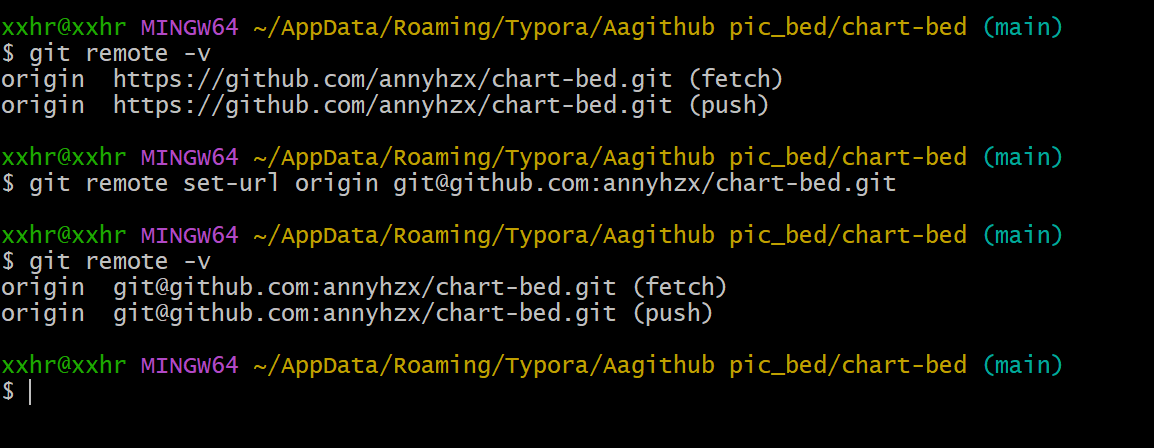 xxhr@xxhr MINGW64 ~/AppData/Roaming/Typora/Aagithub pic_bed/chart-bed (main)
$ git remote -v
origin  https://github.com/annyhzx/chart-bed.git (fetch)
origin  https://github.com/annyhzx/chart-bed.git (push)

xxhr@xxhr MINGW64 ~/AppData/Roaming/Typora/Aagithub pic_bed/chart-bed (main)
$ git remote set-url origin git@github.com:annyhzx/chart-bed.git

xxhr@xxhr MINGW64 ~/AppData/Roaming/Typora/Aagithub pic_bed/chart-bed (main)
$ git remote -v
origin  git@github.com:annyhzx/chart-bed.git (fetch)
origin  git@github.com:annyhzx/chart-bed.git (push)

xxhr@xxhr MINGW64 ~/AppData/Roaming/Typora/Aagithub pic_bed/chart-bed (main)
$